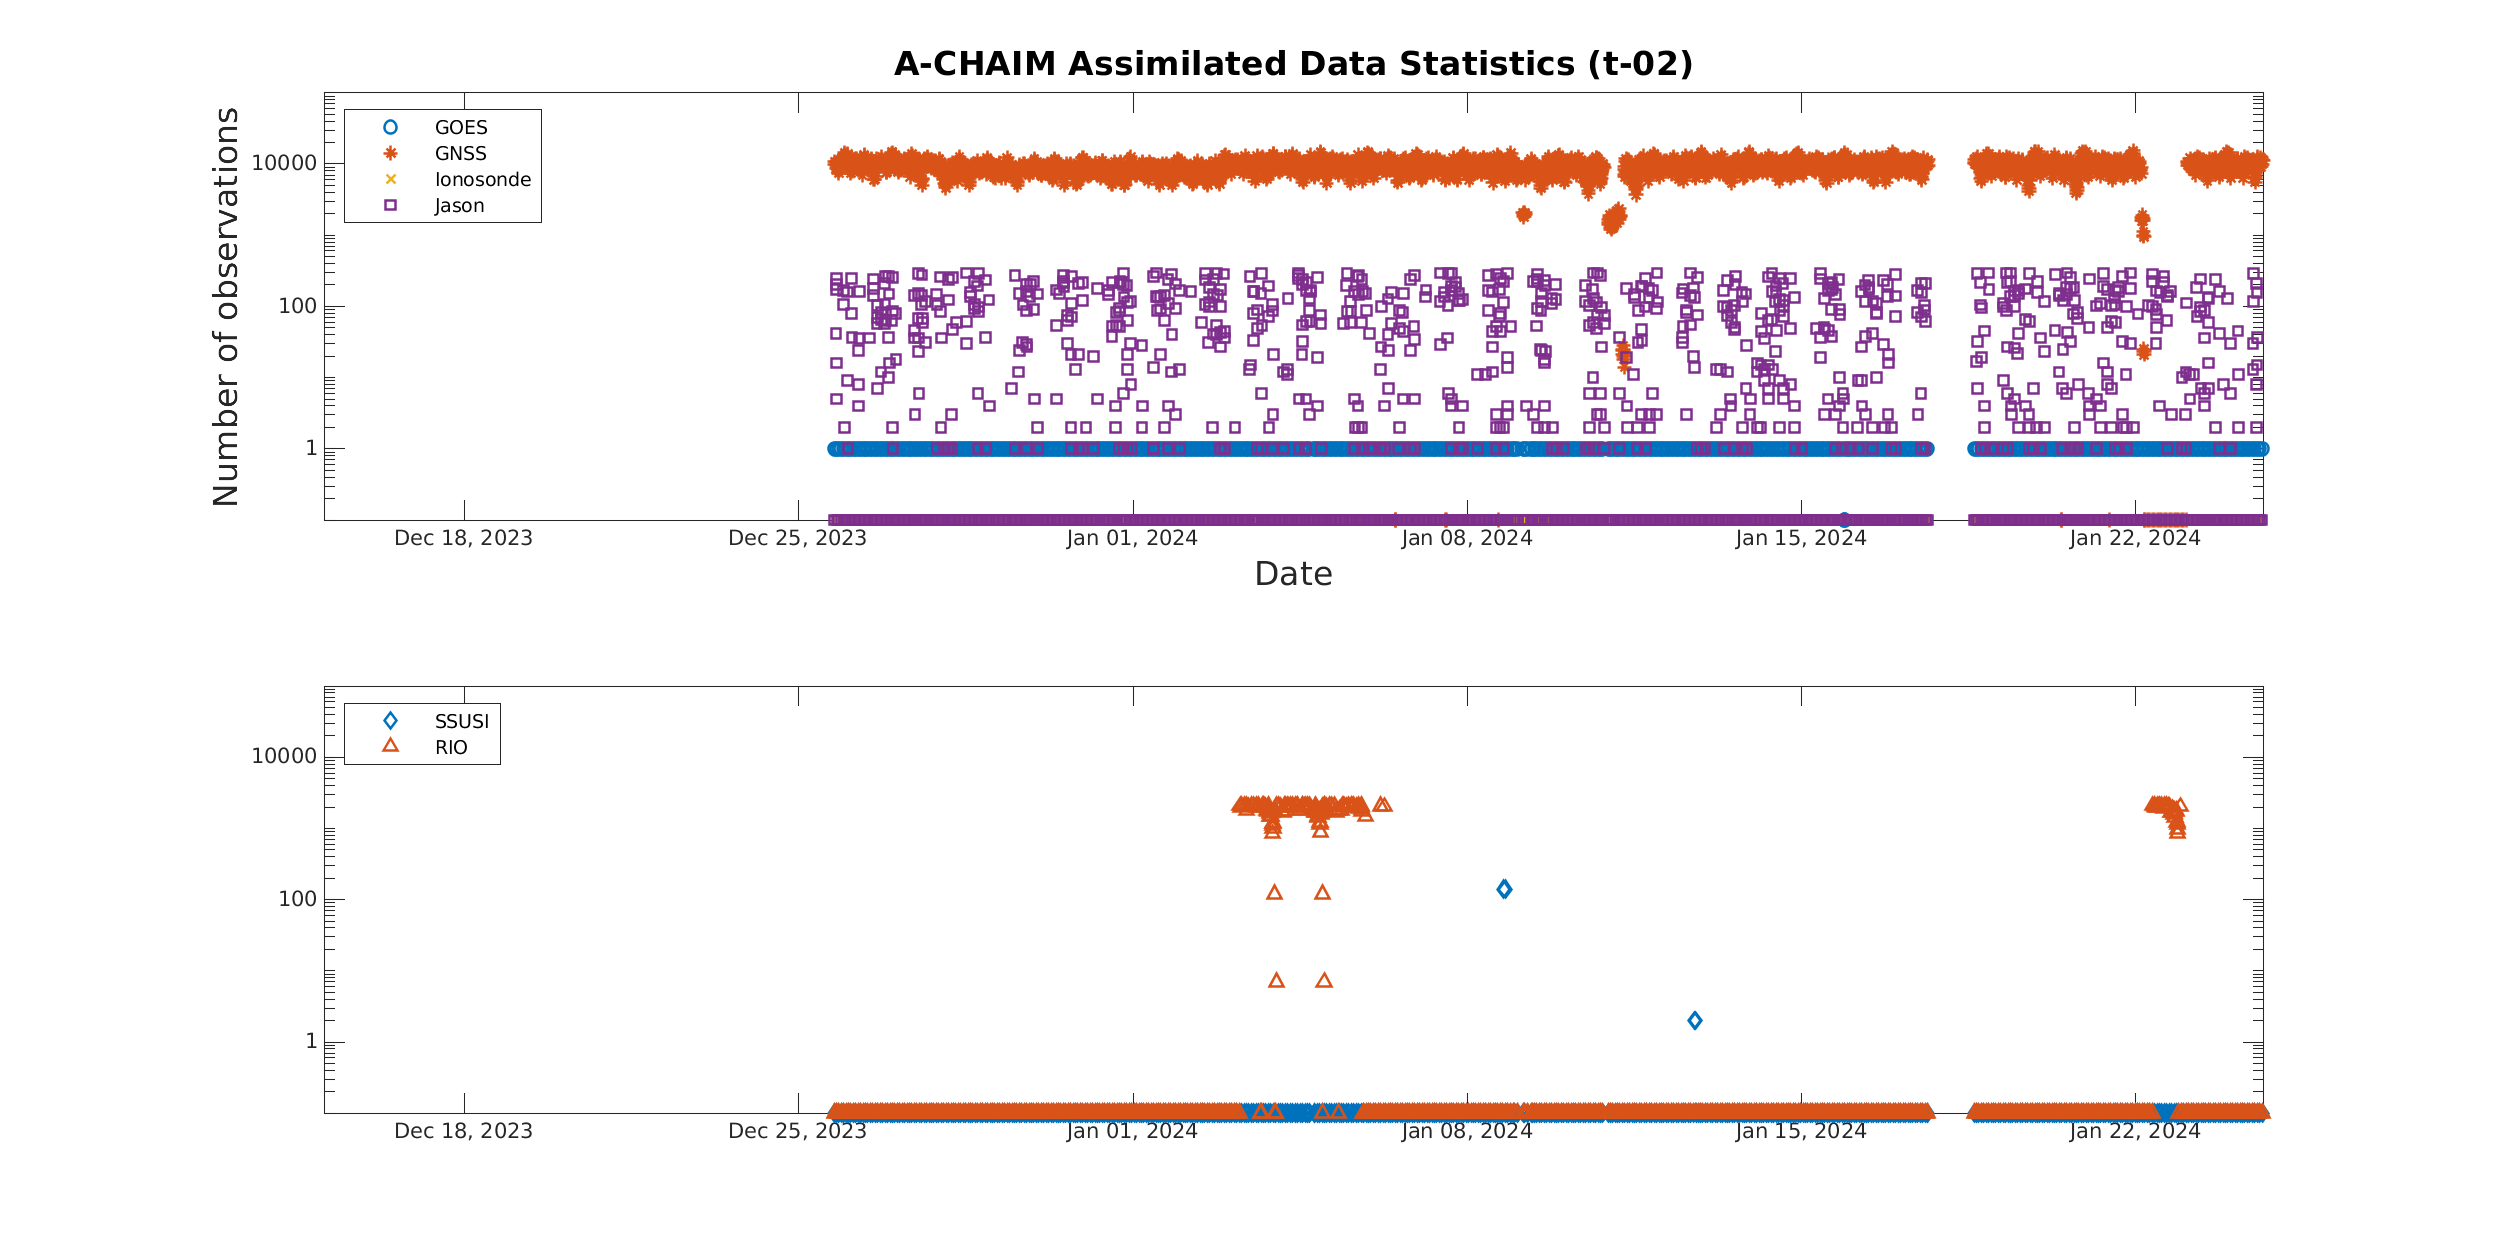 A-CHAIM Assimilated Data Statistics (t-02)
Number of observations
10000
100
1
GOES
GNSS
Ionosonde
Jason
Dec 18, 2023
Dec 25, 2023
Jan 01, 2024
Jan 08, 2024
Jan 15, 2024
Jan 22, 2024
Date
10000
100
1
SSUSI
RIO
Dec 18, 2023
Dec 25, 2023
Jan 01, 2024
Jan 08, 2024
Jan 15, 2024
Jan 22, 2024